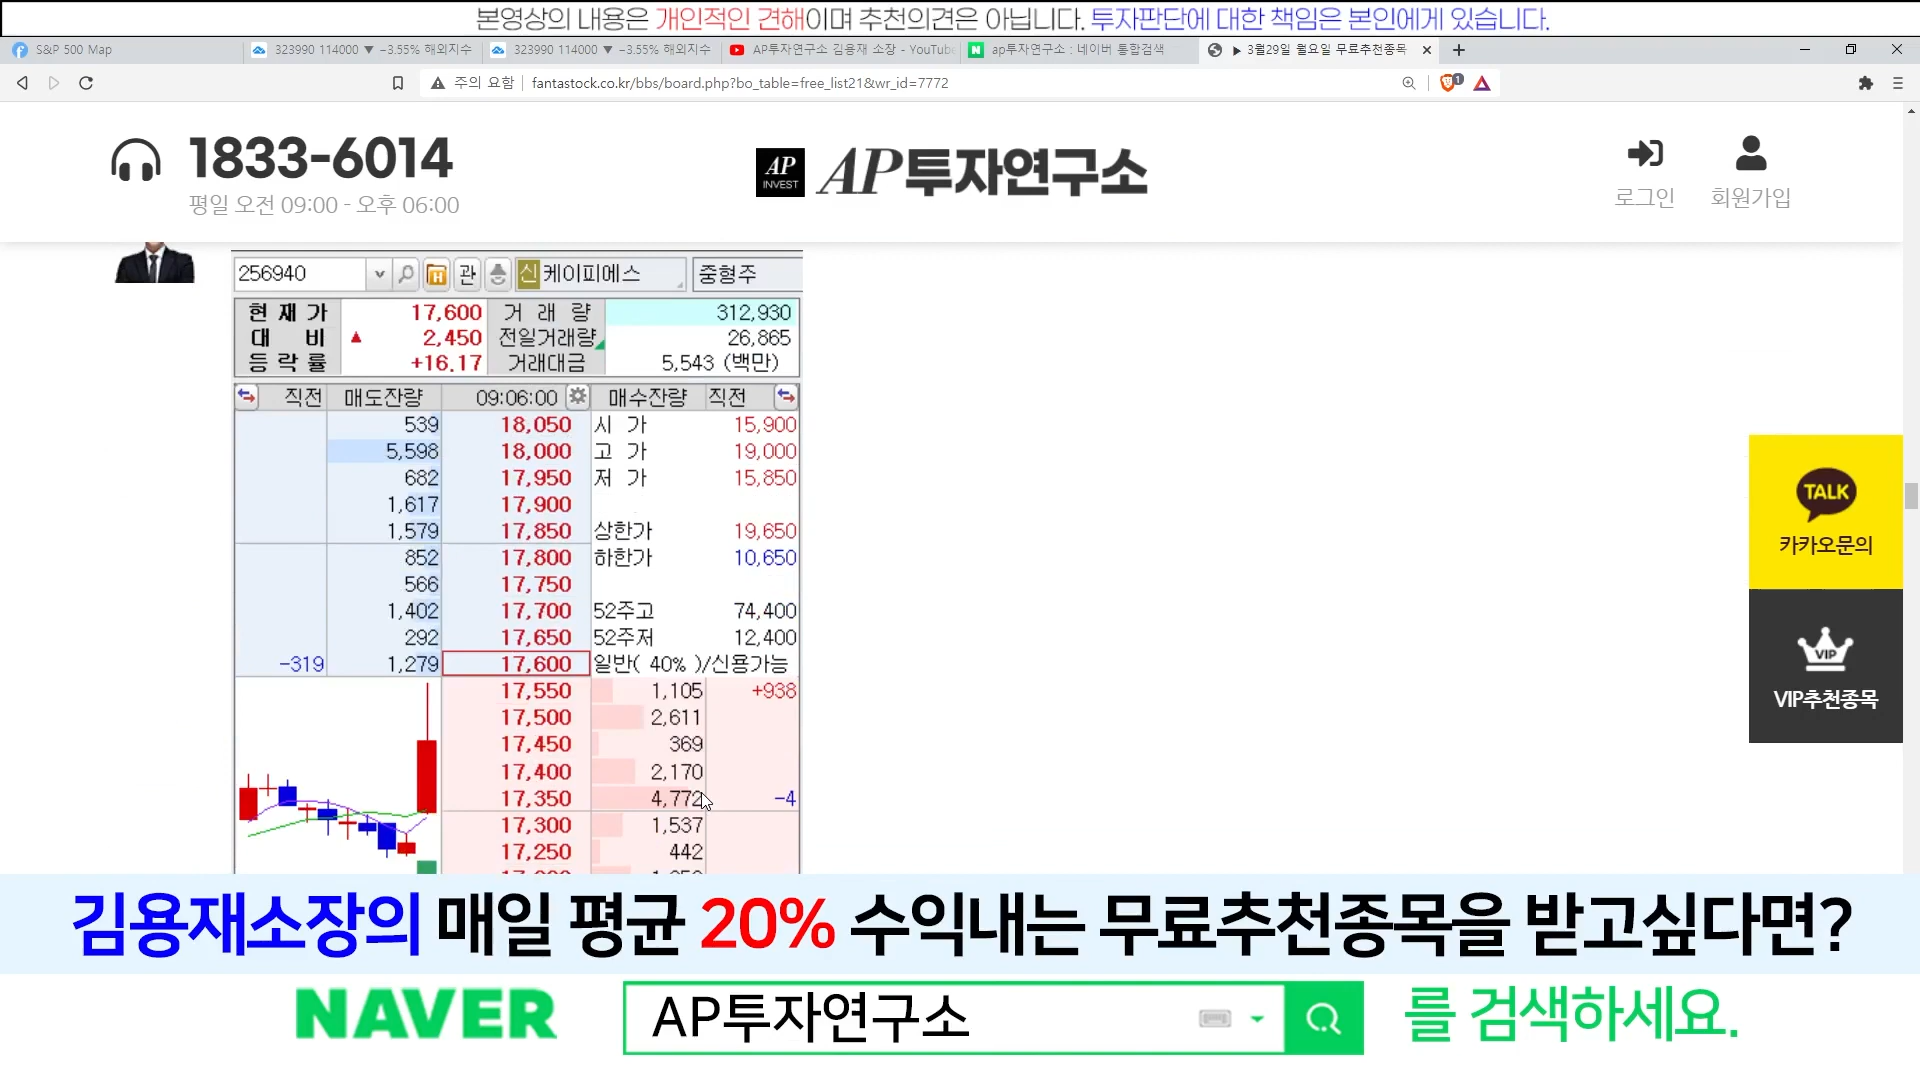 본영상의 내용은 개인적인 견해이며 추천의견은 아닙니다. 투자판단에 대한 책임은 본인에게 있습니다.
S&P 500 Map
323990 114000 ▼ -3.55% 해외지수
323990 114000 ▼ -3.55% 해외지수
AP투자연구소 김용재 소장 - YouTube
ap투자연구소 : 네이버 통합검색
▶ 3월29일 월요일 무료추천종목
주의 요함
fantastock.co.kr/bbs/board.php?bo_table=free_list21&wr_id=7772
1833-6014
평일 오전 09:00 - 오후 06:00
AP INVEST
AP투자연구소
로그인
회원가입
256940 관 신 케이피에스 중형주
현 재 가 17,600 거 래 량 312,930
대 비 ▲ 2,450 전일거래량 26,865
등 락 률 +16.17 거래대금 5,543 (백만)
직전 매도잔량 09:06:00 매수잔량 직전
539 18,050 시 가 15,900
5,598 18,000 고 가 19,000
682 17,950 저 가 15,850
1,617 17,900
1,579 17,850 상한가 19,650
852 17,800 하한가 10,650
566 17,750
1,402 17,700 52주고 74,400
292 17,650 52주저 12,400
-319 1,279 17,600 일반( 40% )/신용가능
17,550 1,105 +938
17,500 2,611
17,450 369
17,400 2,170
17,350 4,772 -4
17,300 1,537
17,250 442
TALK
카카오문의
VIP
VIP추천종목
김용재소장의 매일 평균 20% 수익내는 무료추천종목을 받고싶다면?
NAVER AP투자연구소 를 검색하세요.